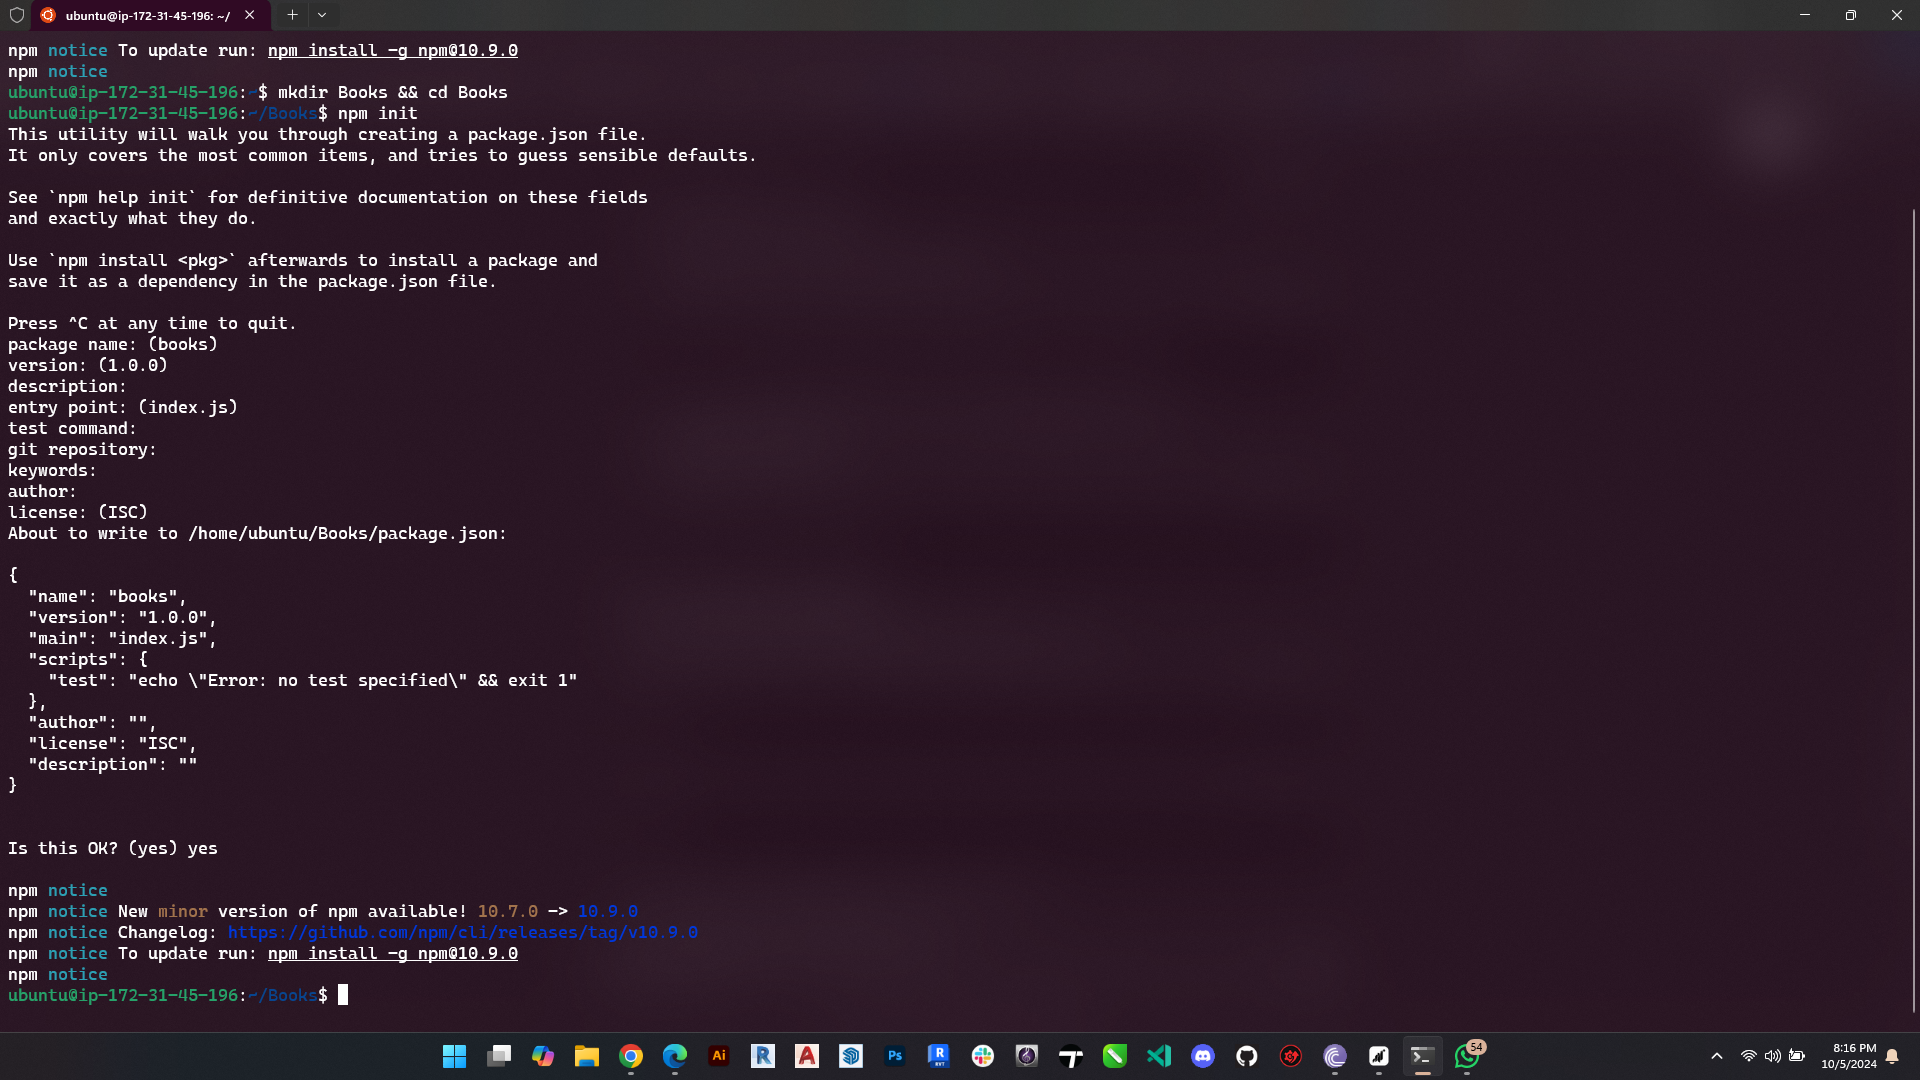 ubuntu@ip-172-31-45-196: ~/
npm notice To update run: npm install -g npm@10.9.0
npm notice
ubuntu@ip-172-31-45-196:~$ mkdir Books && cd Books
ubuntu@ip-172-31-45-196:~/Books$ npm init
This utility will walk you through creating a package.json file.
It only covers the most common items, and tries to guess sensible defaults.
See `npm help init` for definitive documentation on these fields
and exactly what they do.
Use `npm install <pkg>` afterwards to install a package and
save it as a dependency in the package.json file.
Press ^C at any time to quit.
package name: (books)
version: (1.0.0)
description:
entry point: (index.js)
test command:
git repository:
keywords:
author:
license: (ISC)
About to write to /home/ubuntu/Books/package.json:
{
  "name": "books",
  "version": "1.0.0",
  "main": "index.js",
  "scripts": {
    "test": "echo \"Error: no test specified\" && exit 1"
  },
  "author": "",
  "license": "ISC",
  "description": ""
}
Is this OK? (yes) yes
npm notice
npm notice New minor version of npm available! 10.7.0 -> 10.9.0
npm notice Changelog: https://github.com/npm/cli/releases/tag/v10.9.0
npm notice To update run: npm install -g npm@10.9.0
npm notice
ubuntu@ip-172-31-45-196:~/Books$
Ai
R
A
Ps
R
RVT
54
8:16 PM
10/5/2024